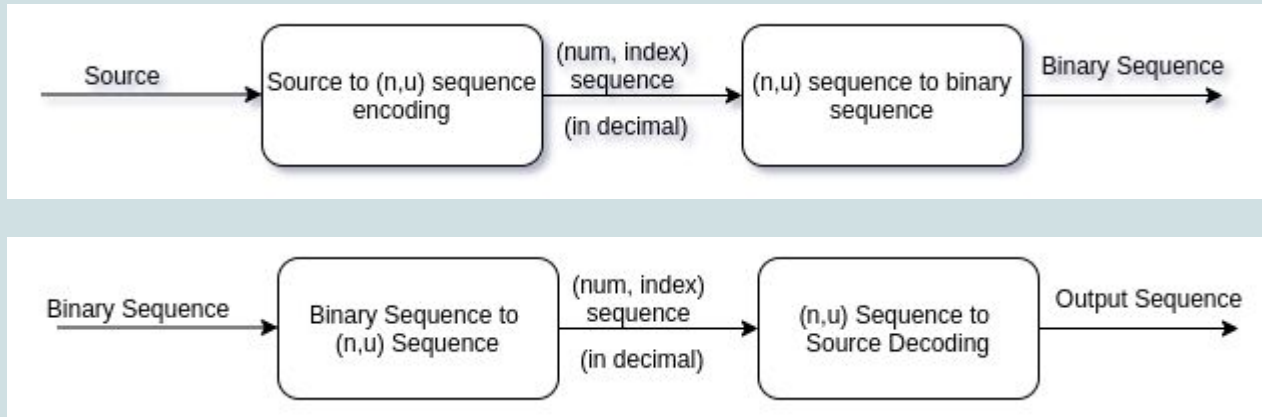 Source
Source to (n,u) sequence
encoding
(num, index)
sequence
(in decimal)
(n,u) sequence to binary
sequence
Binary Sequence
Binary Sequence
Binary Sequence to
(n,u) Sequence
(num, index)
sequence
(in decimal)
(n,u) Sequence to
Source Decoding
Output Sequence